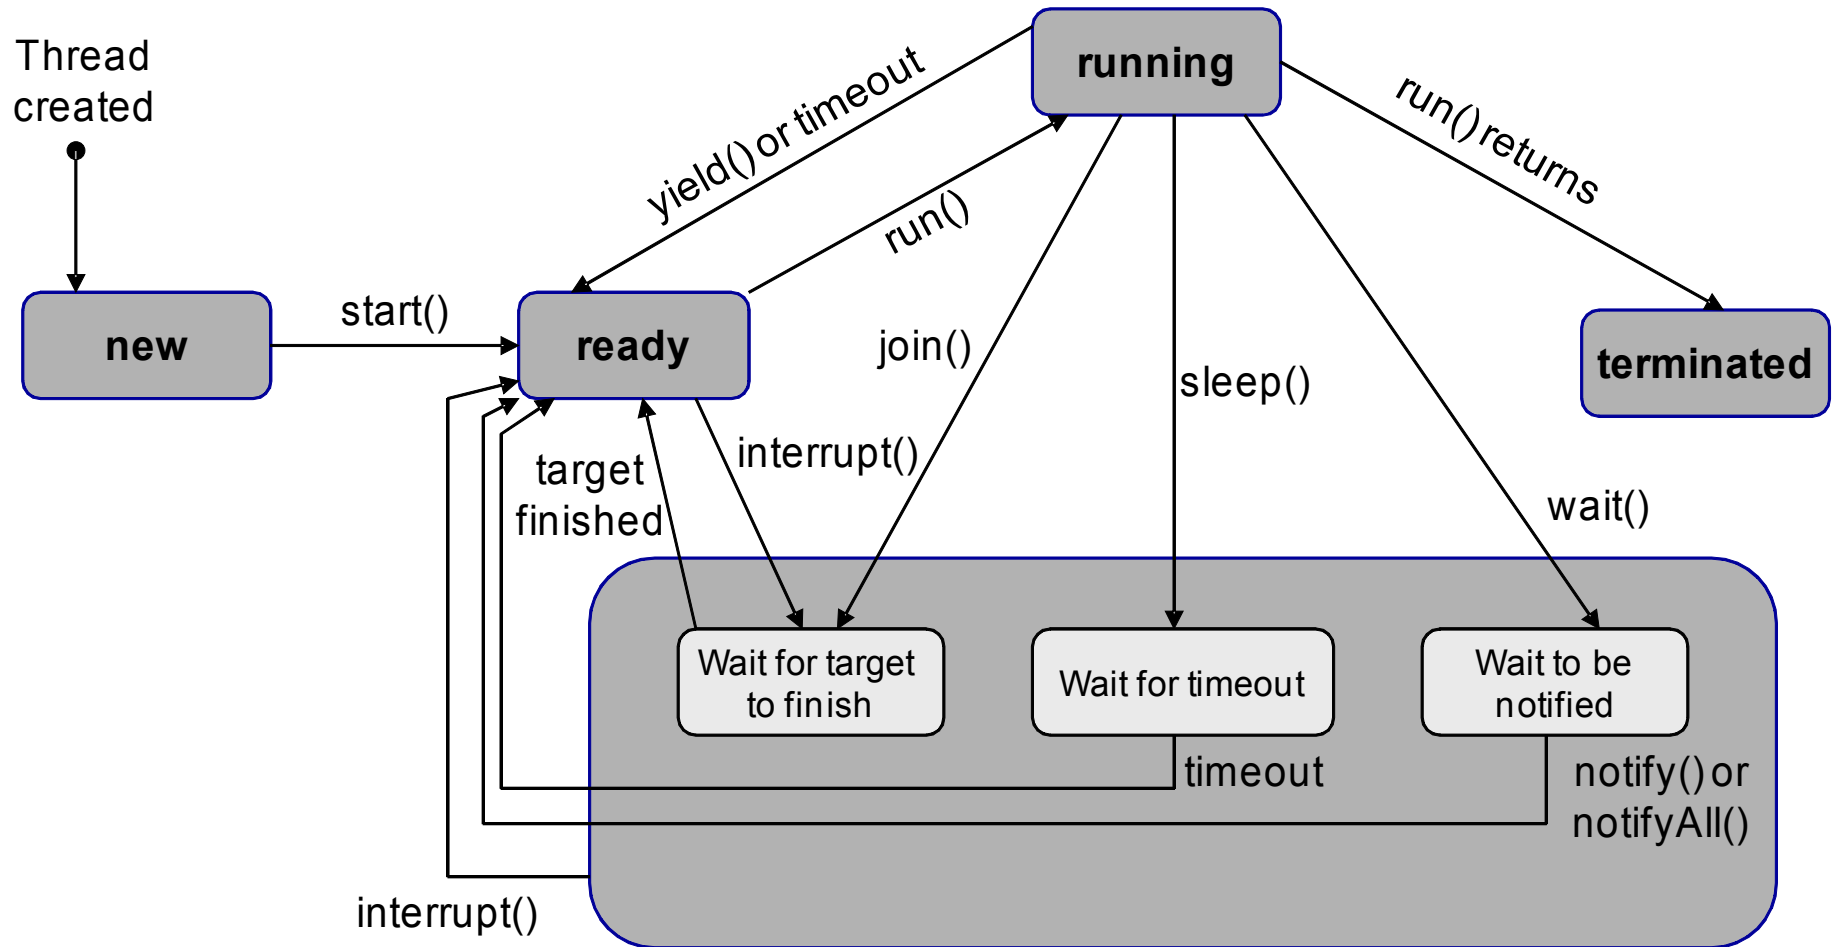 Thread
created
running
yield() or timeout
run() returns
run()
new
start()
ready
join()
sleep()
terminated
interrupt()
target
finished
wait()
Wait for target
to finish
Wait for timeout
Wait to be
notified
timeout
notify() or
notifyAll()
interrupt()